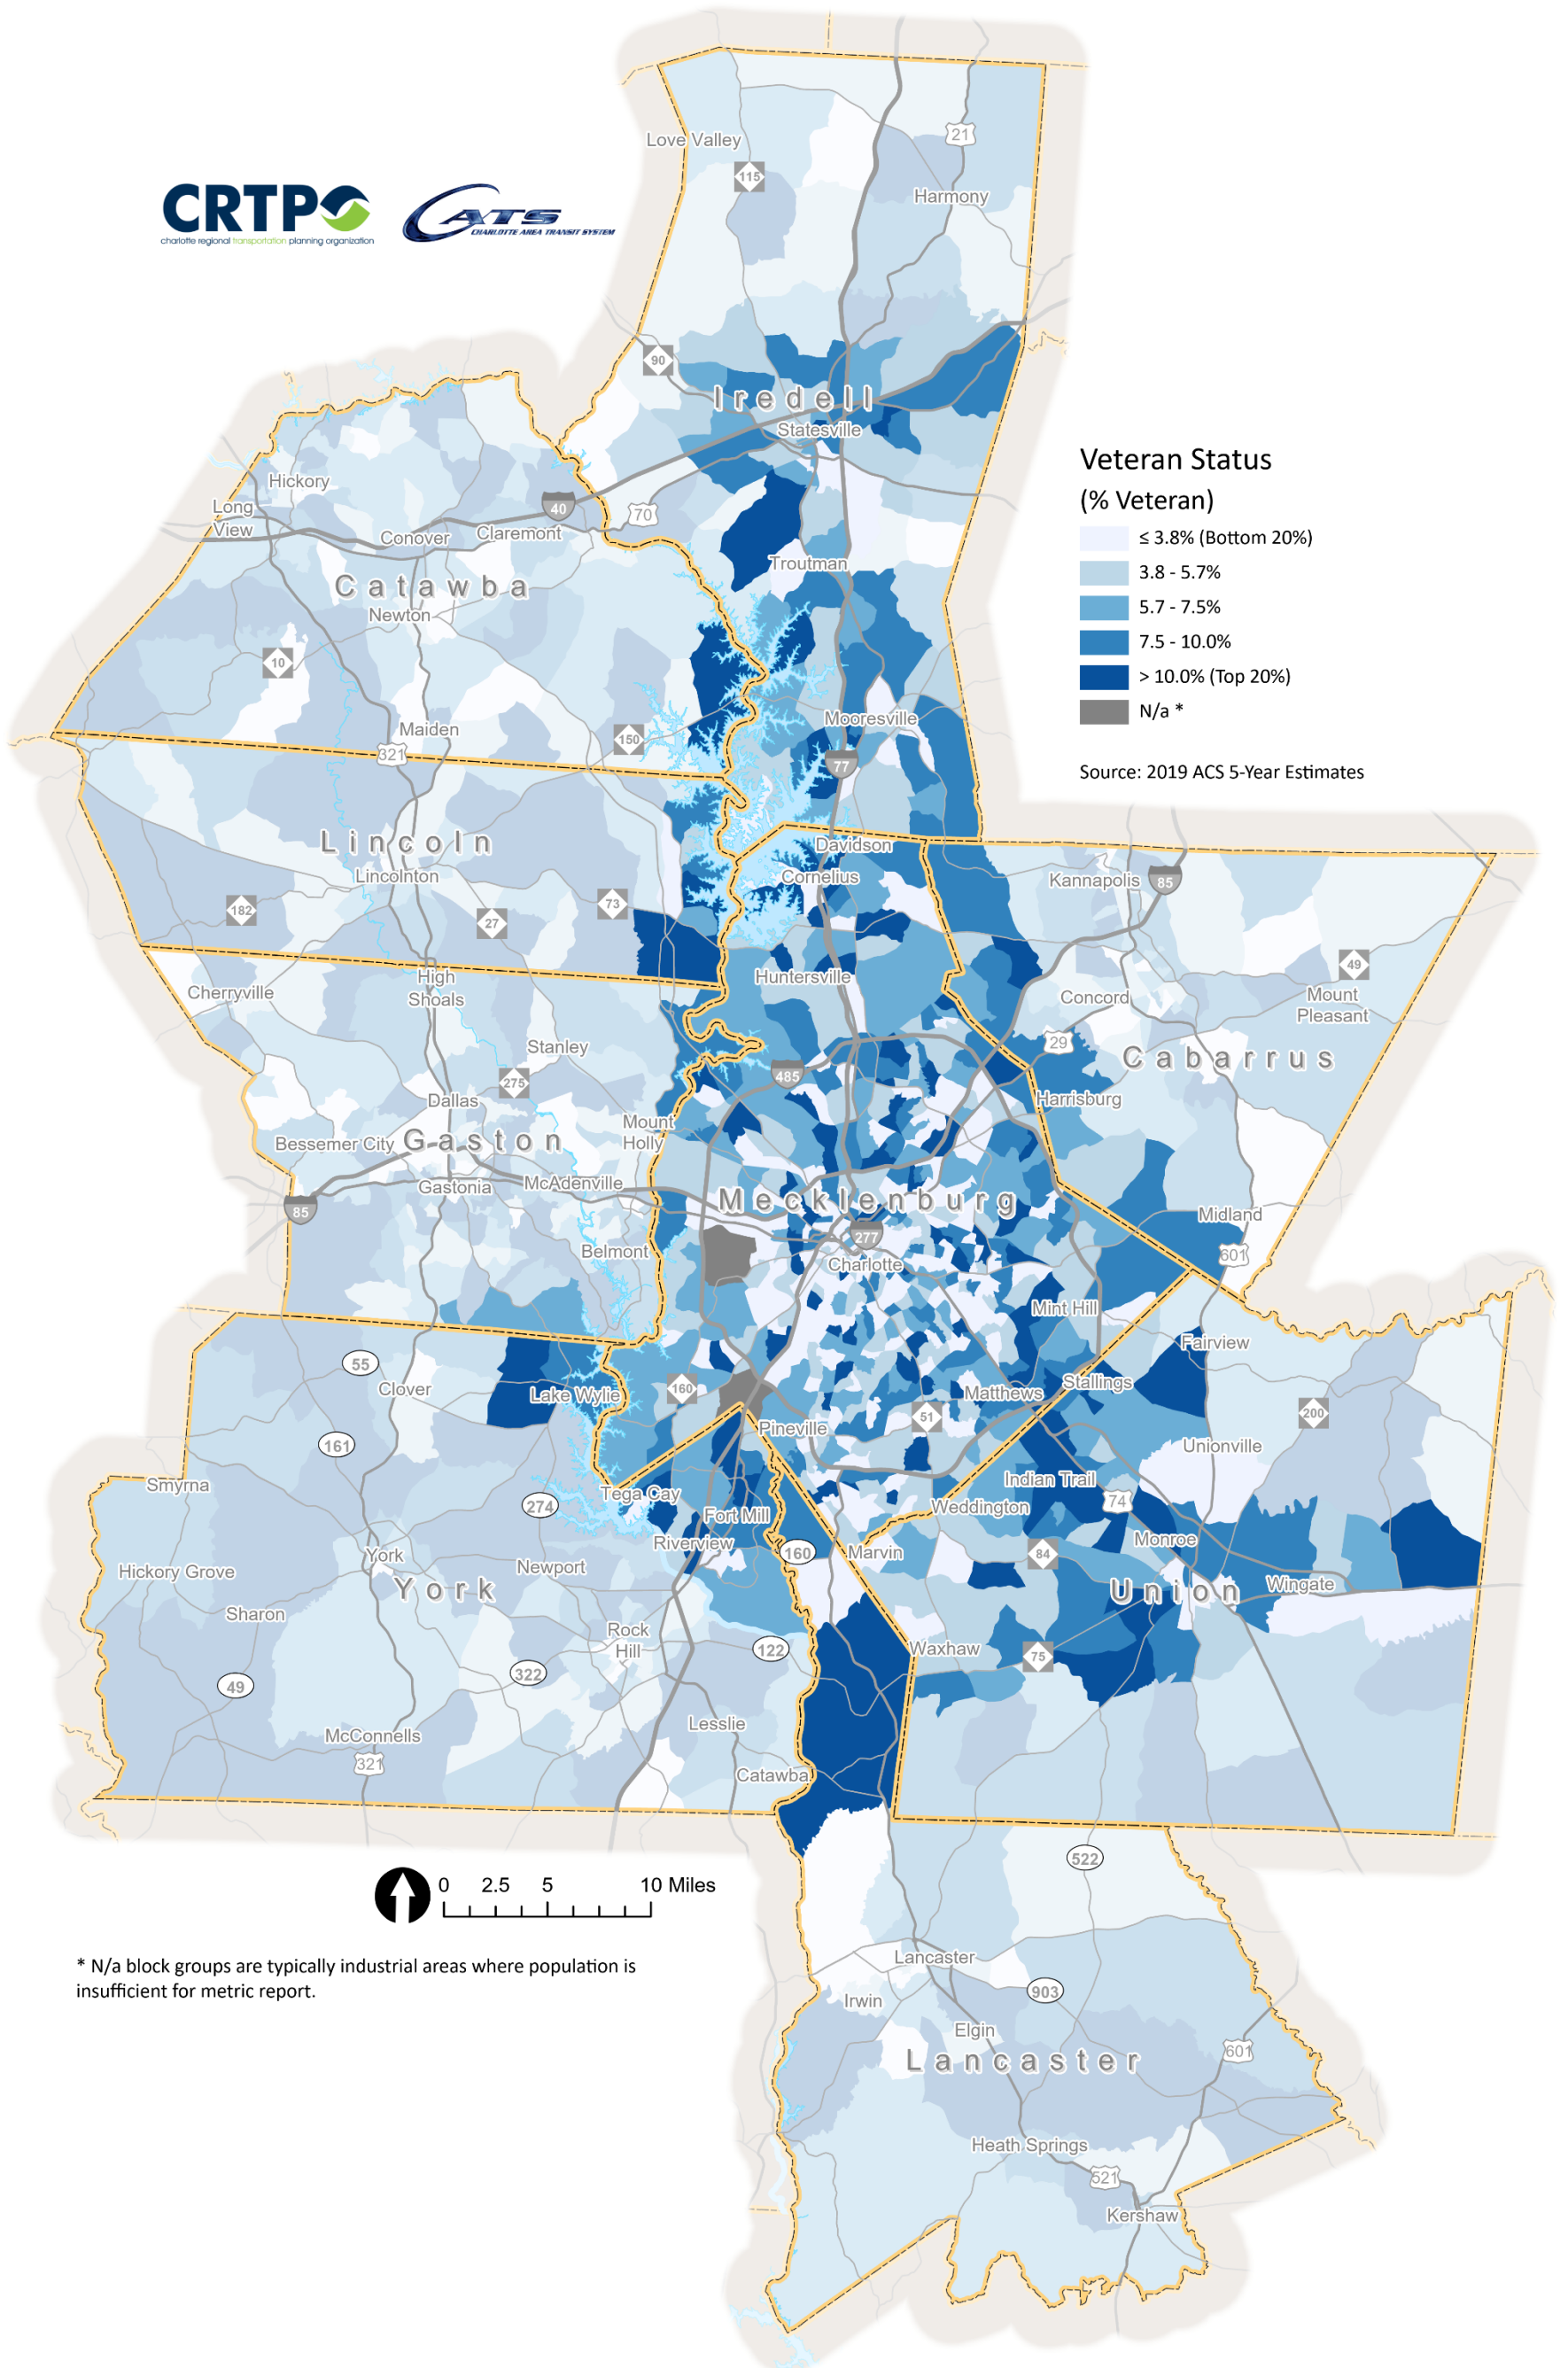 CRTPO
charlotte regional transportation planning organization
CATS
CHARLOTTE AREA TRANSIT SYSTEM
Love Valley
115
21
Harmony
90
Iredell
Statesville
Hickory
Long
View
40
70
Conover
Claremont
Catawba
Newton
Troutman
10
Maiden
321
150
Mooresville
77
Veteran Status
(% Veteran)
≤ 3.8% (Bottom 20%)
3.8 - 5.7%
5.7 - 7.5%
7.5 - 10.0%
> 10.0% (Top 20%)
N/a *
Source: 2019 ACS 5-Year Estimates
Lincoln
Lincolnton
182
27
73
Davidson
Cornelius
Kannapolis
85
49
Mount
Pleasant
Huntersville
Concord
High
Shoals
Cherryville
Stanley
275
485
29
Cabarrus
Harrisburg
Dallas
Bessemer City
Gaston
Mount
Holly
McAdenville
Gastonia
85
Mecklenburg
277
Charlotte
Midland
601
Belmont
Mint Hill
Fairview
55
Clover
Lake Wylie
160
Matthews
Stallings
51
200
Pineville
161
Unionville
Smyrna
274
Tega Cay
Fort Mill
Riverview
Indian Trail
74
Weddington
160
Marvin
84
Monroe
York
Hickory Grove
York
Newport
Union
Wingate
Sharon
Rock
Hill
122
Waxhaw
75
322
49
McConnells
321
Lesslie
Catawba
522
0 2.5 5 10 Miles
* N/a block groups are typically industrial areas where population is
insufficient for metric report.
Lancaster
903
Irwin
Elgin
Lancaster
601
Heath Springs
521
Kershaw